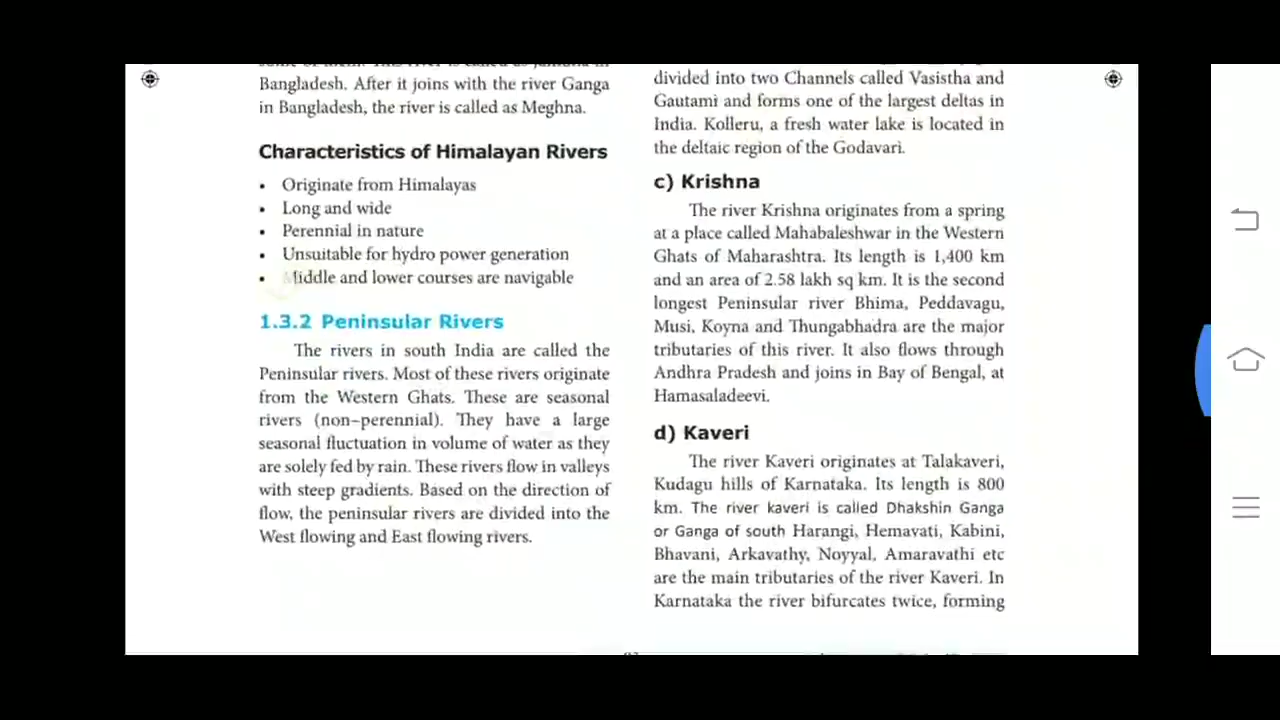 Bangladesh. After it joins with the river Ganga
in Bangladesh, the river is called as Meghna.
Characteristics of Himalayan Rivers
• Originate from Himalayas
• Long and wide
• Perennial in nature
• Unsuitable for hydro power generation
• Middle and lower courses are navigable
1.3.2 Peninsular Rivers
The rivers in south India are called the
Peninsular rivers. Most of these rivers originate
from the Western Ghats. These are seasonal
rivers (non-perennial). They have a large
seasonal fluctuation in volume of water as they
are solely fed by rain. These rivers flow in valleys
with steep gradients. Based on the direction of
flow, the peninsular rivers are divided into the
West flowing and East flowing rivers.
divided into two Channels called Vasistha and
Gautami and forms one of the largest deltas in
India. Kolleru, a fresh water lake is located in
the deltaic region of the Godavari.
c) Krishna
The river Krishna originates from a spring
at a place called Mahabaleshwar in the Western
Ghats of Maharashtra. Its length is 1,400 km
and an area of 2.58 lakh sq km. It is the second
longest Peninsular river Bhima, Peddavagu,
Musi, Koyna and Thungabhadra are the major
tributaries of this river. It also flows through
Andhra Pradesh and joins in Bay of Bengal, at
Hamasaladeevi.
d) Kaveri
The river Kaveri originates at Talakaveri,
Kudagu hills of Karnataka. Its length is 800
km. The river kaveri is called Dhakshin Ganga
or Ganga of south Harangi, Hemavati, Kabini,
Bhavani, Arkavathy, Noyyal, Amaravathi etc
are the main tributaries of the river Kaveri. In
Karnataka the river bifurcates twice, forming